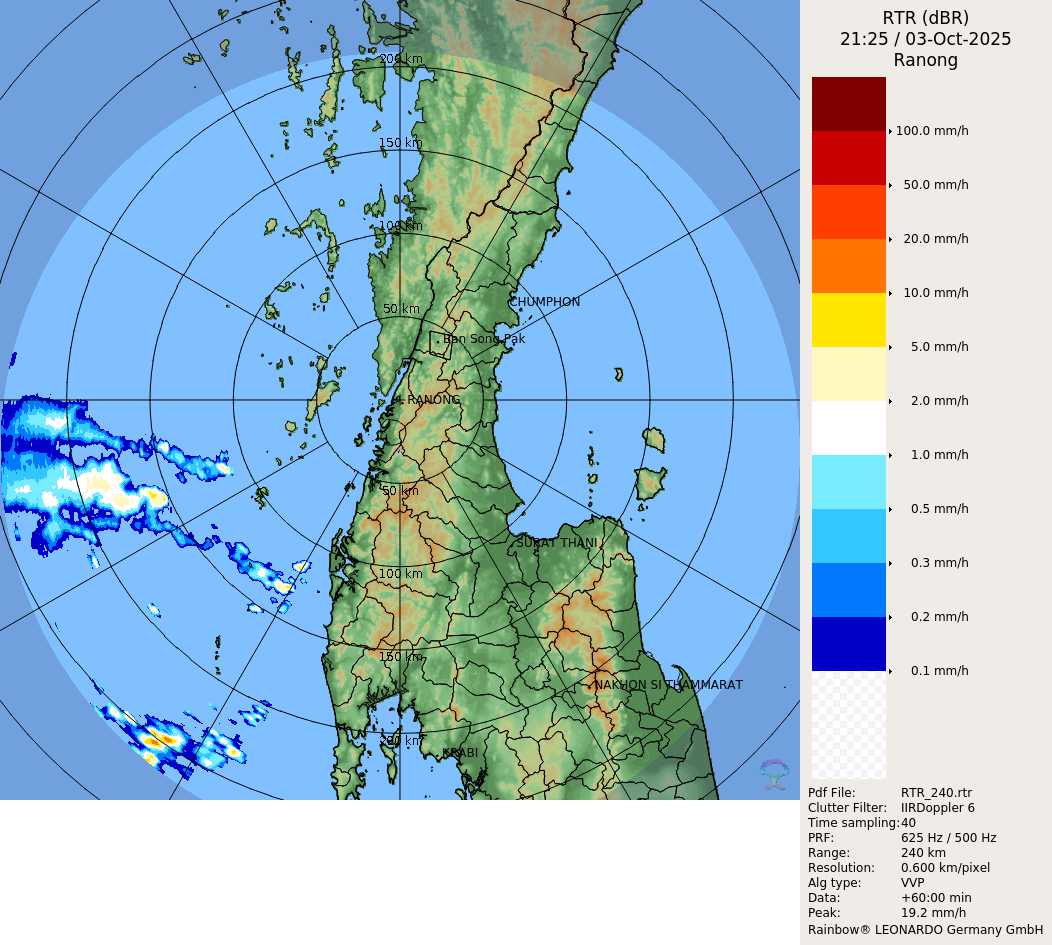 RTR (dBR)
21:25 / 03-Oct-2025
Ranong
200 km
150 km
100 km
50 km
CHUMPHON
Ban Song Pak
RANONG
50 km
SURAT THANI
100 km
150 km
NAKHON SI THAMMARAT
200 km
KRABI
100.0 mm/h
50.0 mm/h
20.0 mm/h
10.0 mm/h
5.0 mm/h
2.0 mm/h
1.0 mm/h
0.5 mm/h
0.3 mm/h
0.2 mm/h
0.1 mm/h
Pdf File: RTR_240.rtr
Clutter Filter: IIRDoppler 6
Time sampling:40
PRF: 625 Hz / 500 Hz
Range: 240 km
Resolution: 0.600 km/pixel
Alg type: VVP
Data: +60:00 min
Peak: 19.2 mm/h
Rainbow® LEONARDO Germany GmbH